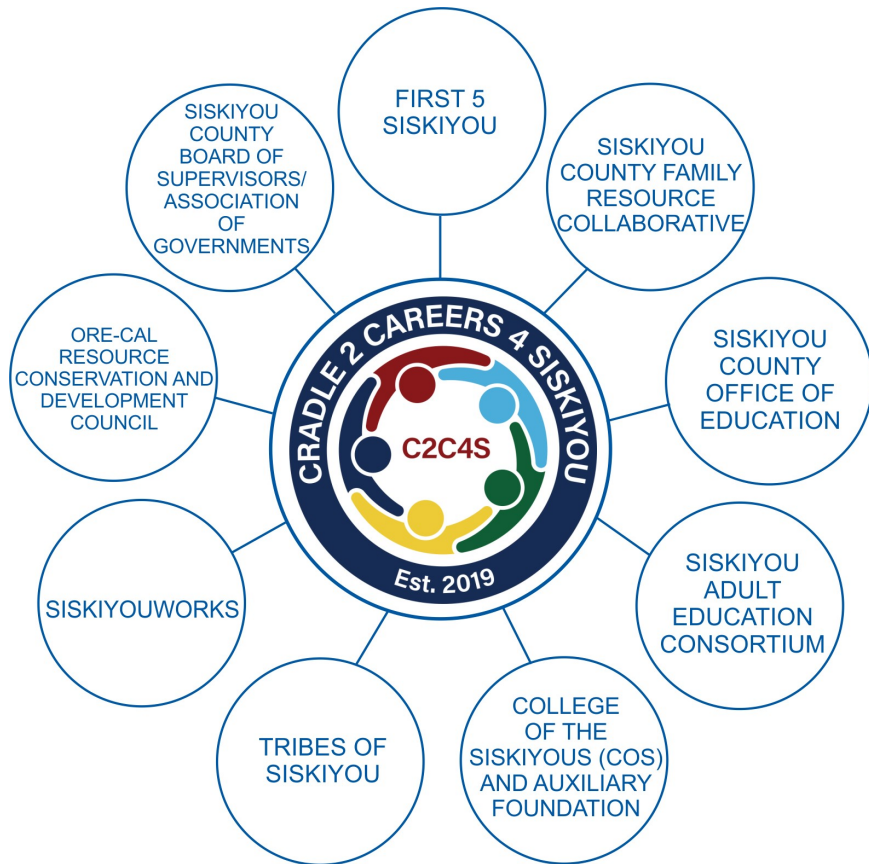 FIRST 5
SISKIYOU
SISKIYOU
COUNTY FAMILY
RESOURCE
COLLABORATIVE
SISKIYOU
COUNTY
OFFICE OF
EDUCATION
SISKIYOU
ADULT
EDUCATION
CONSORTIUM
COLLEGE
OF THE
SISKIYOUS (COS)
AND AUXILIARY
FOUNDATION
TRIBES OF
SISKIYOU
SISKIYOUWORKS
ORE-CAL
RESOURCE
CONSERVATION AND
DEVELOPMENT
COUNCIL
SISKIYOU
COUNTY
BOARD OF
SUPERVISORS/
ASSOCIATION
OF
GOVERNMENTS
CRADLE 2 CAREERS 4 SISKIYOU
C2C4S
Est. 2019